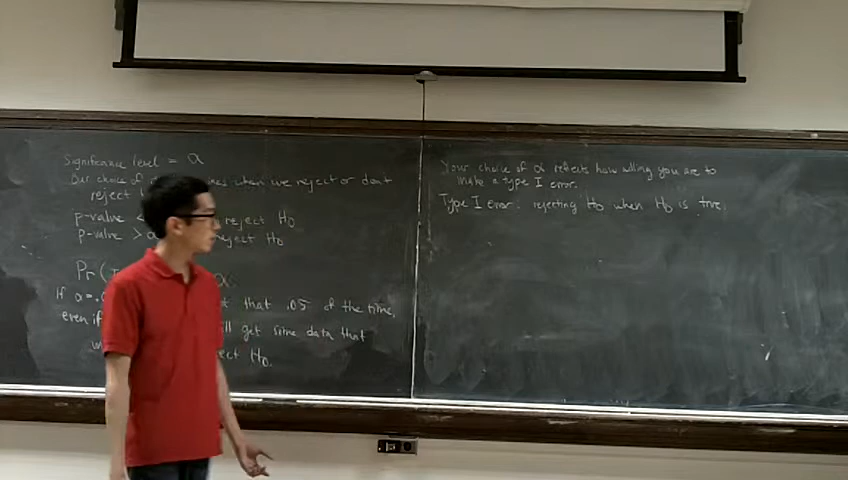 Significance level = α
Our choice of when we reject or don't
reject
p-value < reject H₀
p-value > α reject H₀
Pr( α
If α = .0 that .05 of the time,
even if 'll get some data that
ect H₀.
Your choice of α reflects how willing you are to
make a type I error.
Type I error: rejecting H₀ when H₀ is true.